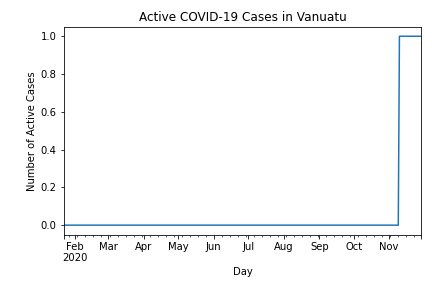 Active COVID-19 Cases in Vanuatu
Number of Active Cases
1.0
0.8
0.6
0.4
0.2
0.0
Feb Mar Apr May Jun Jul Aug Sep Oct Nov
2020
Day